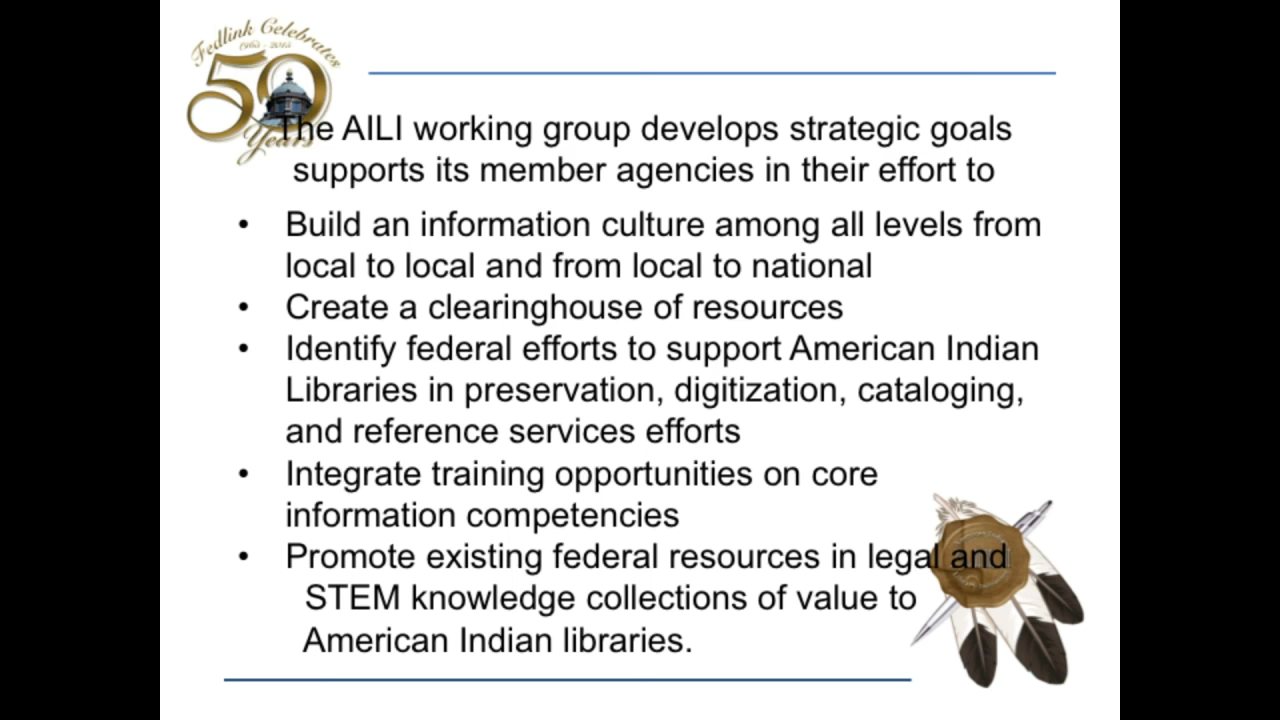 Fedlink Celebrates
1965 - 2015
50
Years
The AILI working group develops strategic goals
supports its member agencies in their effort to
• Build an information culture among all levels from
local to local and from local to national
• Create a clearinghouse of resources
• Identify federal efforts to support American Indian
Libraries in preservation, digitization, cataloging,
and reference services efforts
• Integrate training opportunities on core
information competencies
• Promote existing federal resources in legal and
STEM knowledge collections of value to
American Indian libraries.